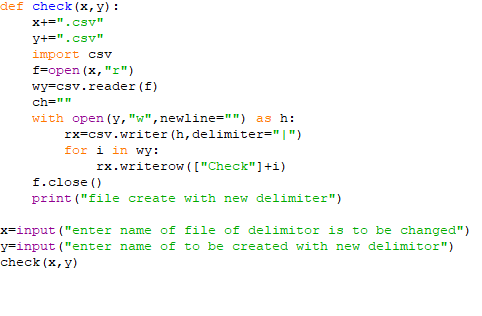 def check(x,y):
    x+=".csv"
    y+=".csv"
    import csv
    f=open(x,"r")
    wy=csv.reader(f)
    ch=""
    with open(y,"w",newline="") as h:
        rx=csv.writer(h,delimiter="|")
        for i in wy:
            rx.writerow(["Check"]+i)
    f.close()
    print("file create with new delimiter")

x=input("enter name of file of delimitor is to be changed")
y=input("enter name of to be created with new delimitor")
check(x,y)